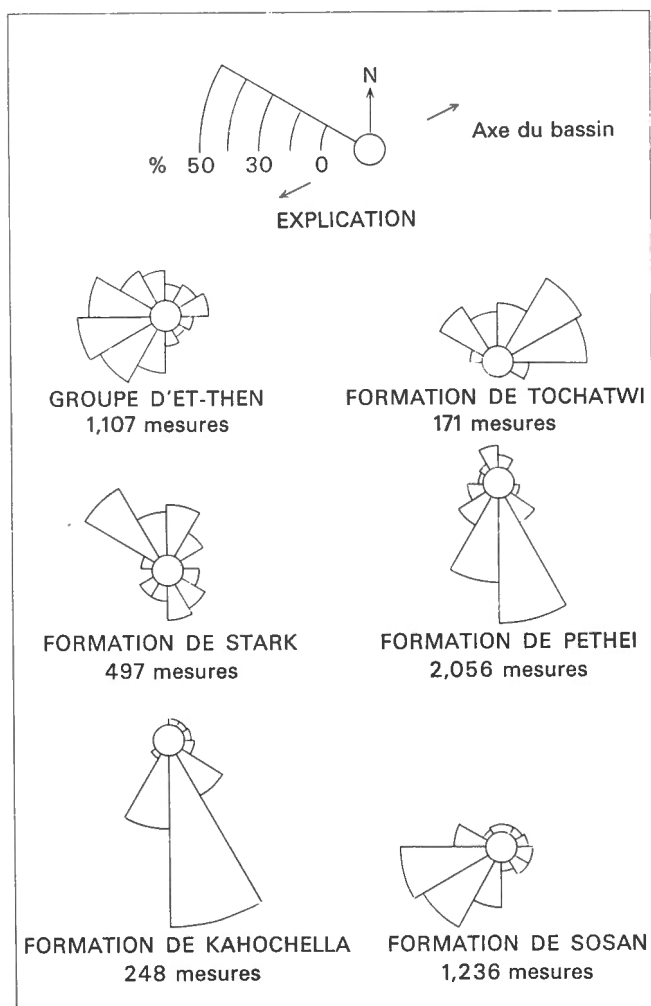 N
Axe du bassin
% 50 30 0
EXPLICATION
GROUPE D'ET-THEN
1,107 mesures
FORMATION DE TOCHATWI
171 mesures
FORMATION DE STARK
497 mesures
FORMATION DE PETHEI
2,056 mesures
FORMATION DE KAHOCHELLA
248 mesures
FORMATION DE SOSAN
1,236 mesures